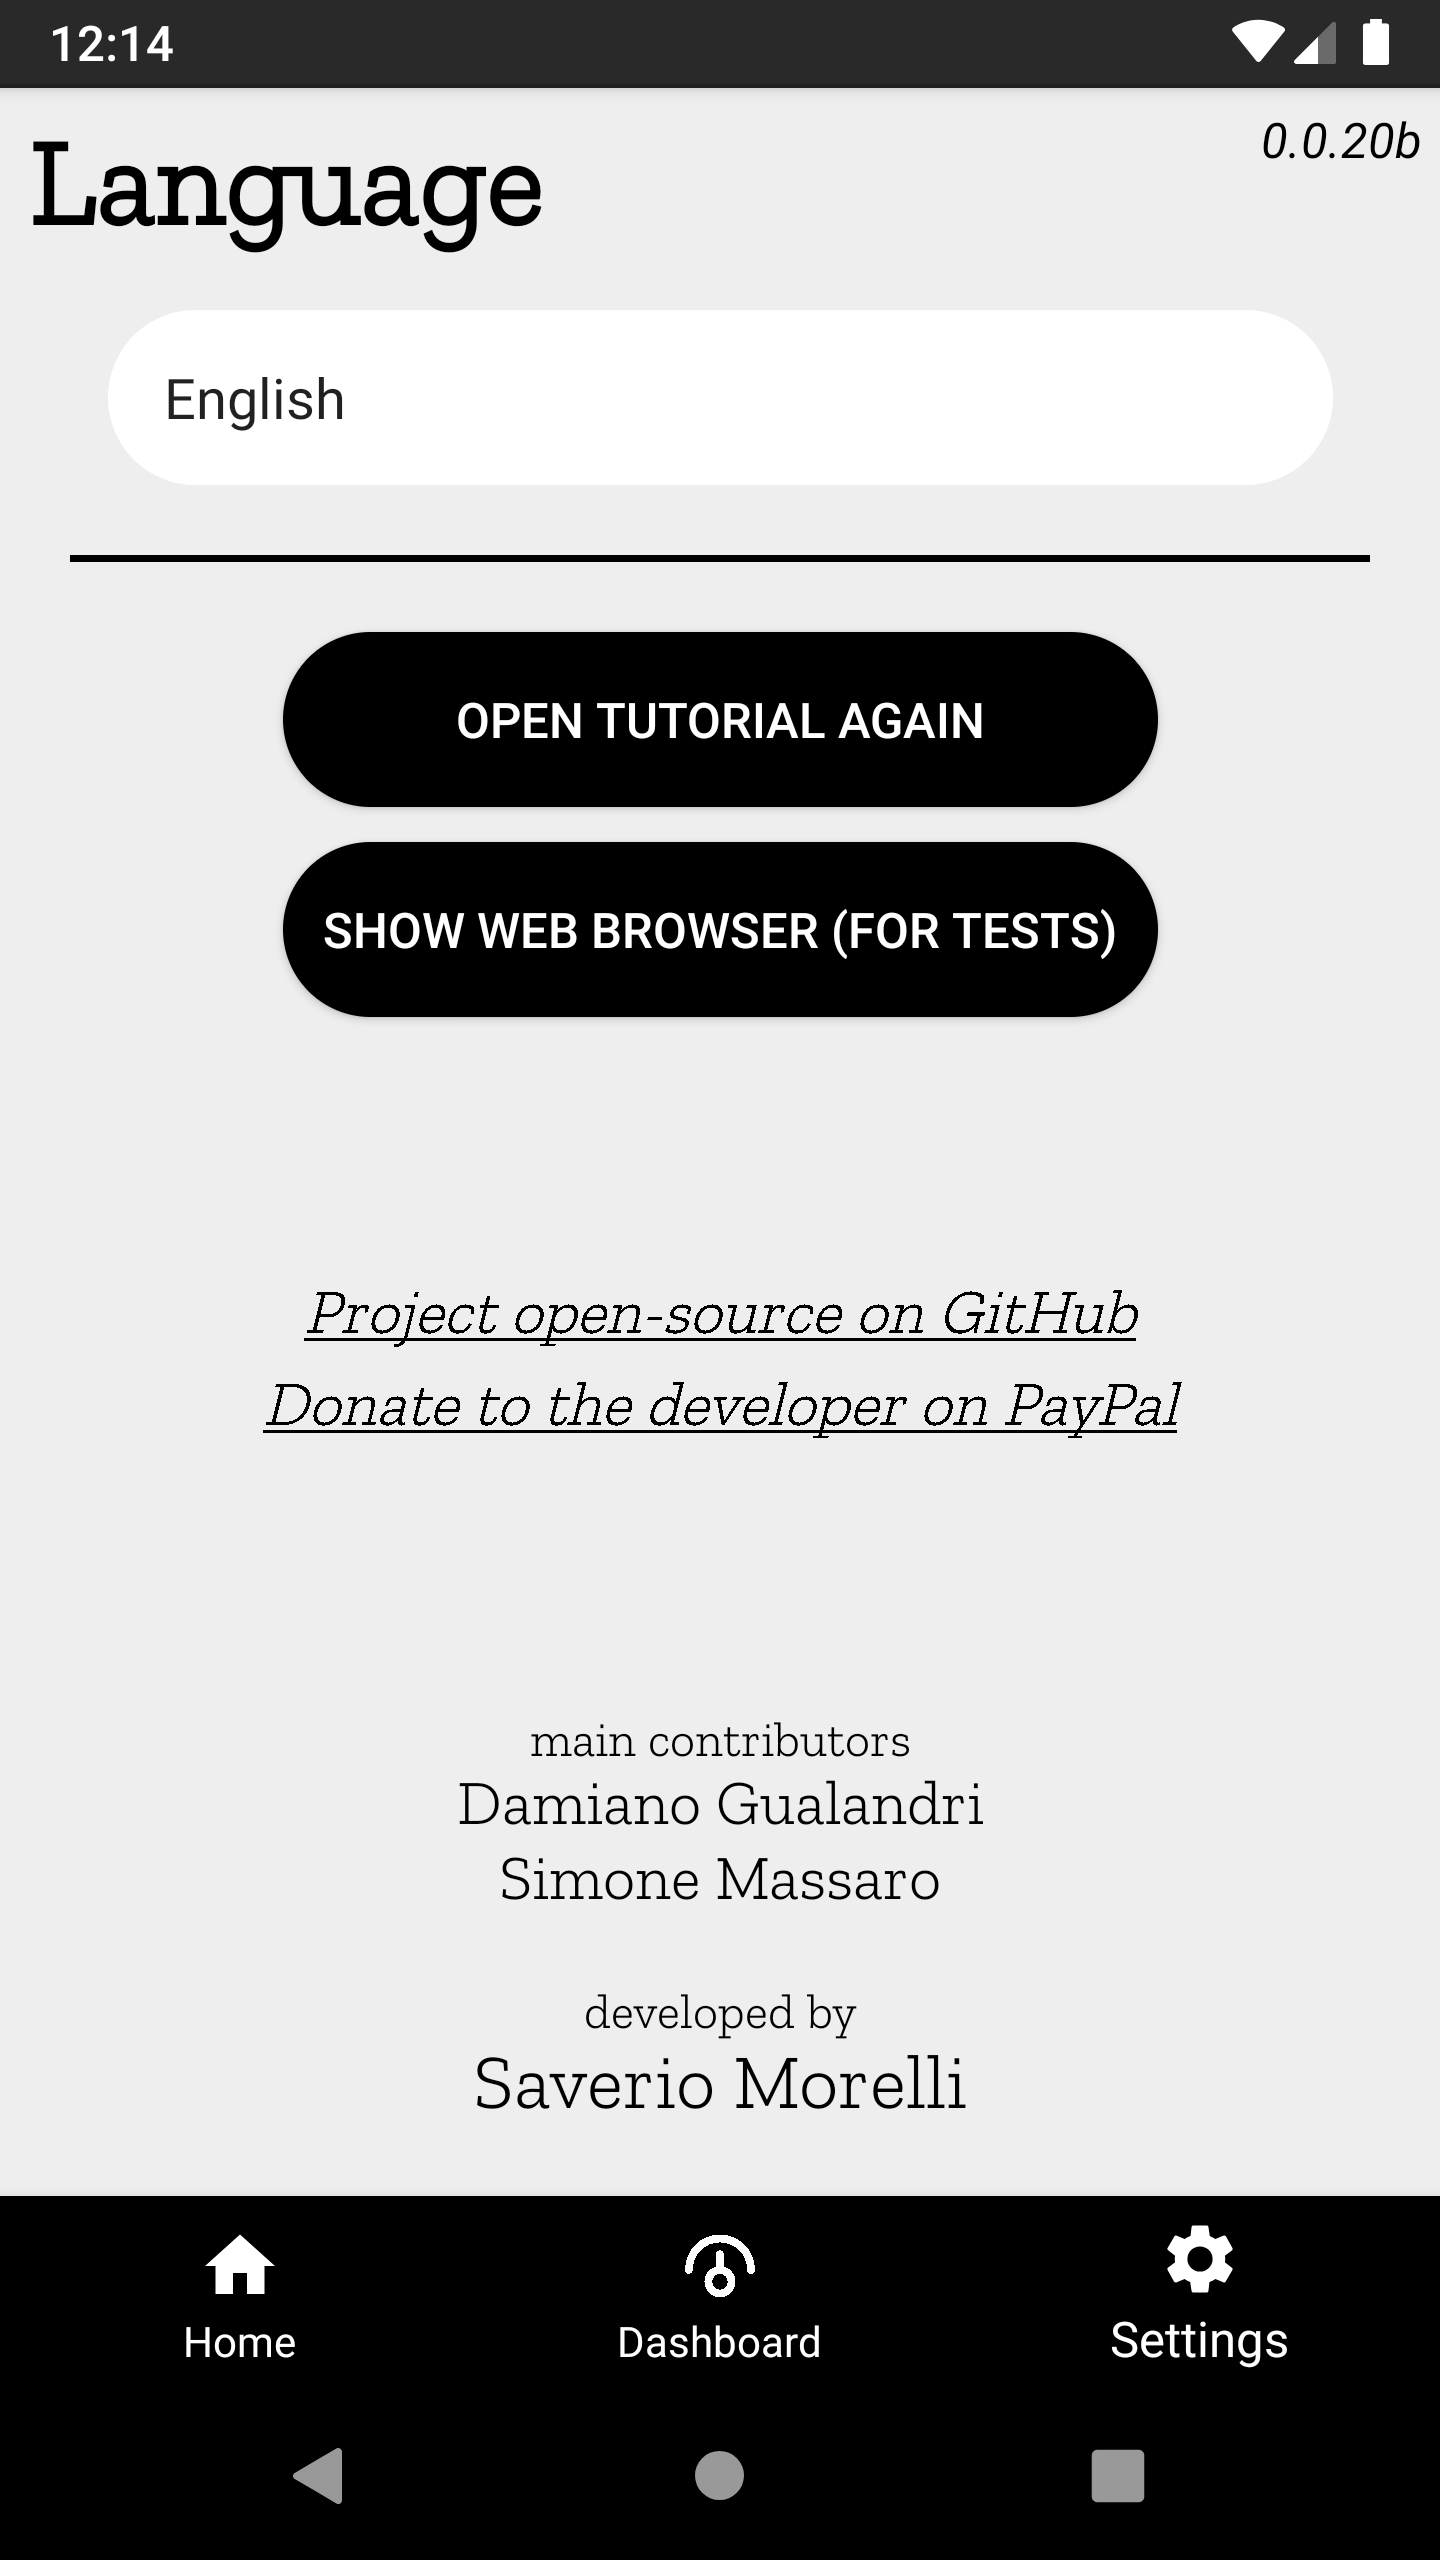 12:14
0.0.20b
Language
English
OPEN TUTORIAL AGAIN
SHOW WEB BROWSER (FOR TESTS)
Project open-source on GitHub
Donate to the developer on PayPal
main contributors
Damiano Gualandri
Simone Massaro
developed by
Saverio Morelli
Home
Dashboard
Settings